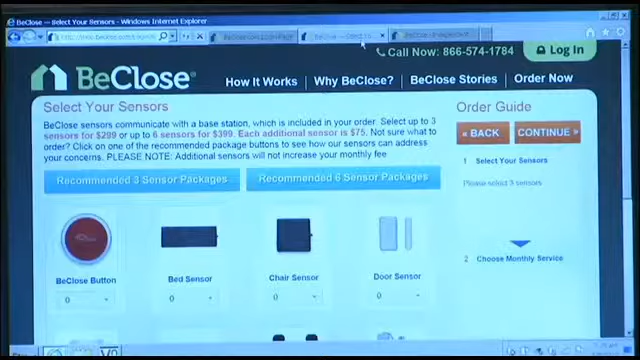 BeClose — Select Your Sensors - Windows Internet Explorer
Call Now: 866-574-1784
Log In
BeClose
How It Works
Why BeClose?
BeClose Stories
Order Now
Select Your Sensors
BeClose sensors communicate with a base station, which is included in your order. Select up to 3
sensors for $299 or up to 6 sensors for $399. Each additional sensor is $75. Not sure what to
order? Click on one of the recommended package buttons to see how our sensors can address
your concerns. PLEASE NOTE: Additional sensors will not increase your monthly fee
Recommended 3 Sensor Packages
Recommended 6 Sensor Packages
BeClose Button
Bed Sensor
Chair Sensor
Door Sensor
0
0
0
0
Order Guide
« BACK
CONTINUE »
1 Select Your Sensors
Please select 3 sensors
2 Choose Monthly Service